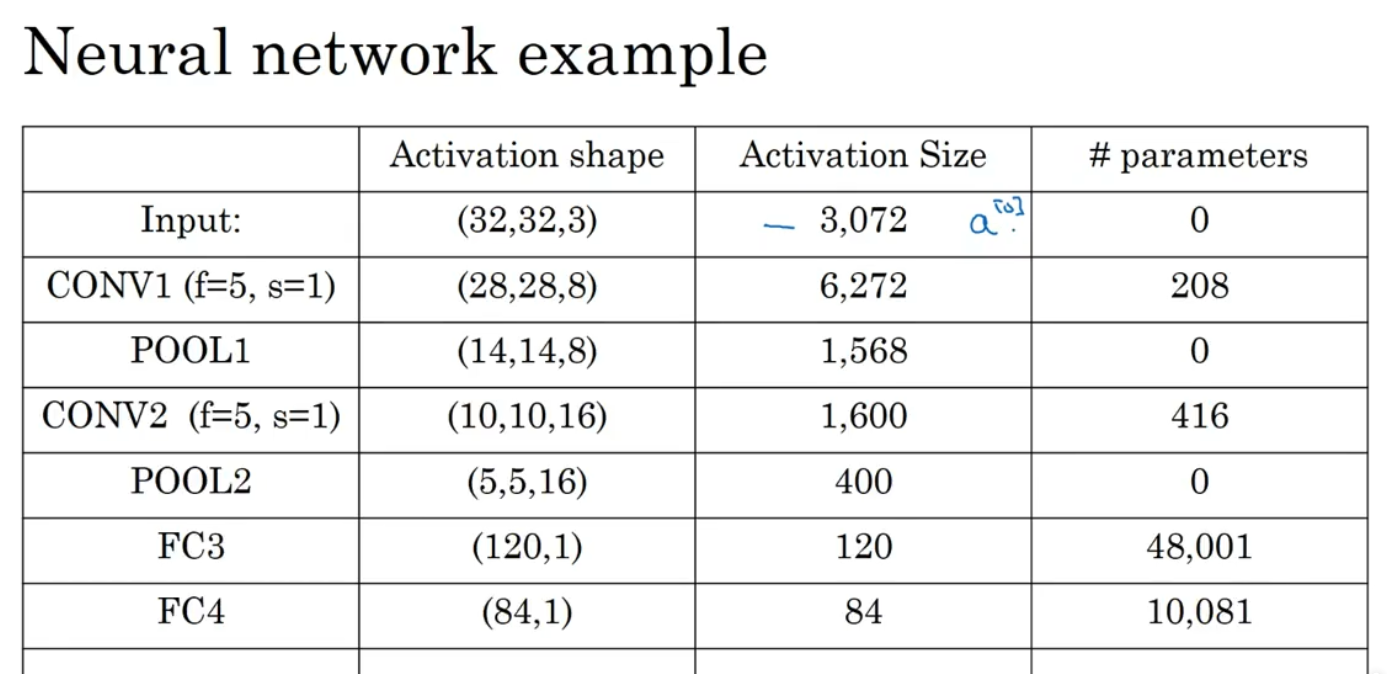 Neural network example
Activation shape Activation Size # parameters
Input: (32,32,3) – 3,072 a[0]. 0
CONV1 (f=5, s=1) (28,28,8) 6,272 208
POOL1 (14,14,8) 1,568 0
CONV2 (f=5, s=1) (10,10,16) 1,600 416
POOL2 (5,5,16) 400 0
FC3 (120,1) 120 48,001
FC4 (84,1) 84 10,081